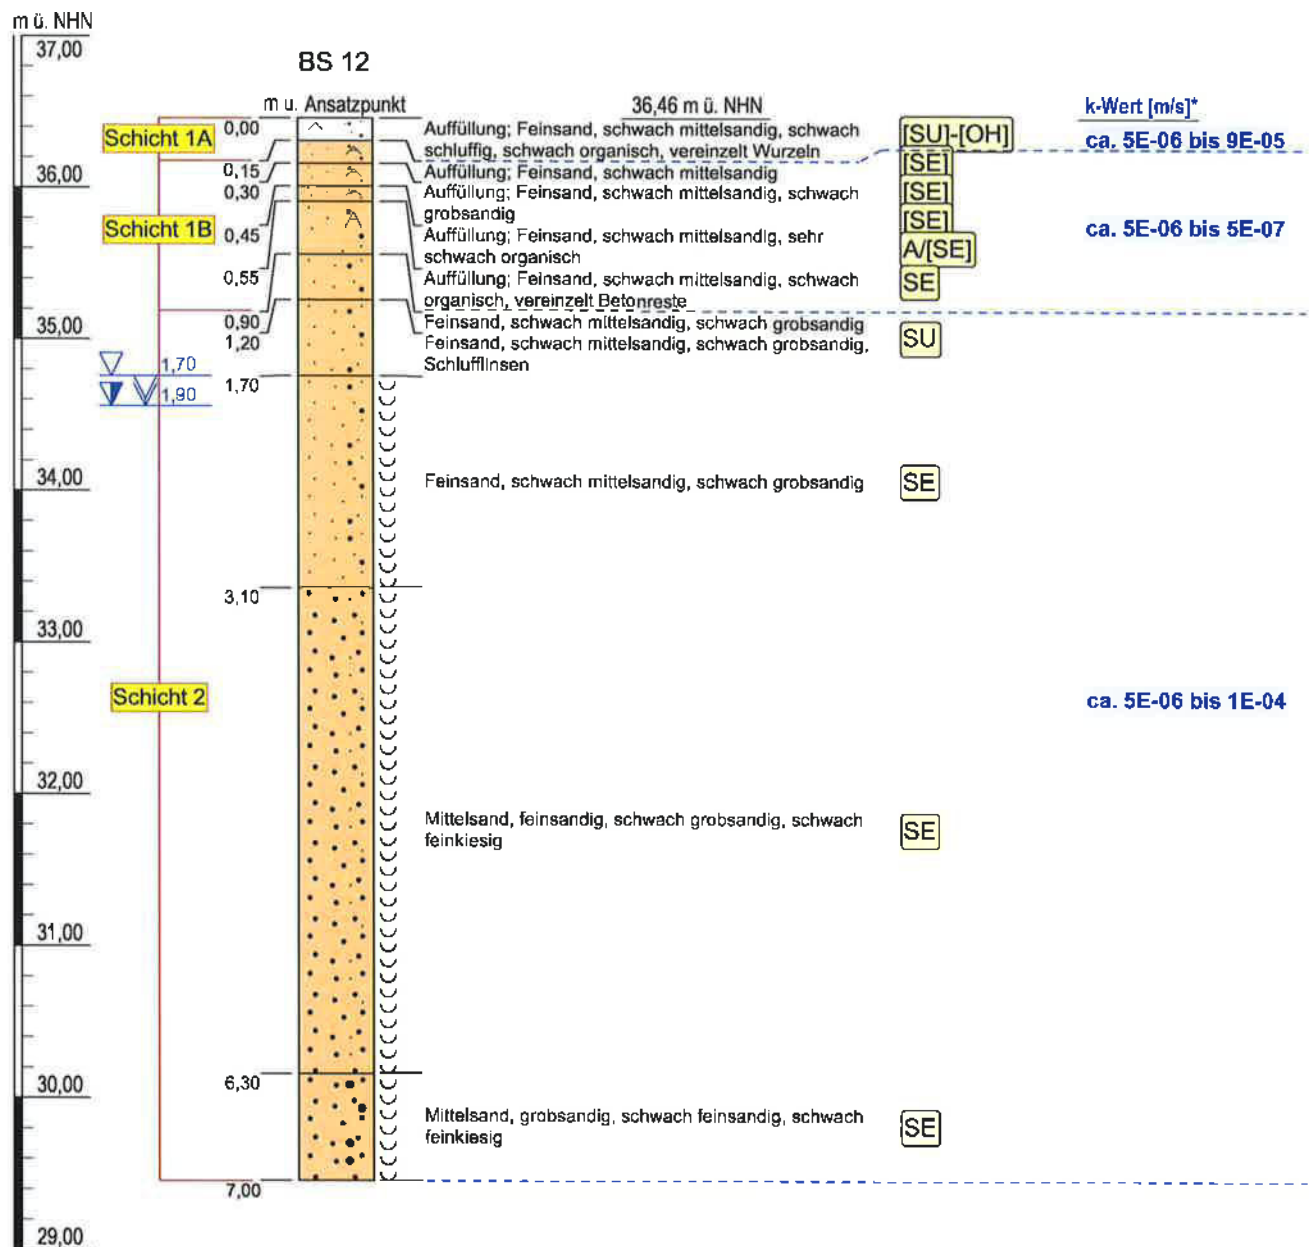 m ü. NHN
37,00
BS 12
m u. Ansatzpunkt
36,46 m ü. NHN
k-Wert [m/s]*
0,00
Schicht 1A
Auffüllung; Feinsand, schwach mittelsandig, schwach
schluffig, schwach organisch, vereinzelt Wurzeln
[SU]-[OH]
ca. 5E-06 bis 9E-05
0,15
Auffüllung; Feinsand, schwach mittelsandig
[SE]
36,00
0,30
Auffüllung; Feinsand, schwach mittelsandig, schwach
grobsandig
[SE]
Schicht 1B
0,45
Auffüllung; Feinsand, schwach mittelsandig, sehr
schwach organisch
[SE]
ca. 5E-06 bis 5E-07
0,55
Auffüllung; Feinsand, schwach mittelsandig, schwach
organisch, vereinzelt Betonreste
A/[SE]
0,90
Feinsand, schwach mittelsandig, schwach grobsandig
SE
35,00
1,20
Feinsand, schwach mittelsandig, schwach grobsandig,
Schlufflinsen
SU
1,70
1,70
1,90
34,00
Feinsand, schwach mittelsandig, schwach grobsandig
SE
3,10
33,00
Schicht 2
ca. 5E-06 bis 1E-04
32,00
Mittelsand, feinsandig, schwach grobsandig, schwach
feinkiesig
SE
31,00
6,30
30,00
Mittelsand, grobsandig, schwach feinsandig, schwach
feinkiesig
SE
7,00
29,00